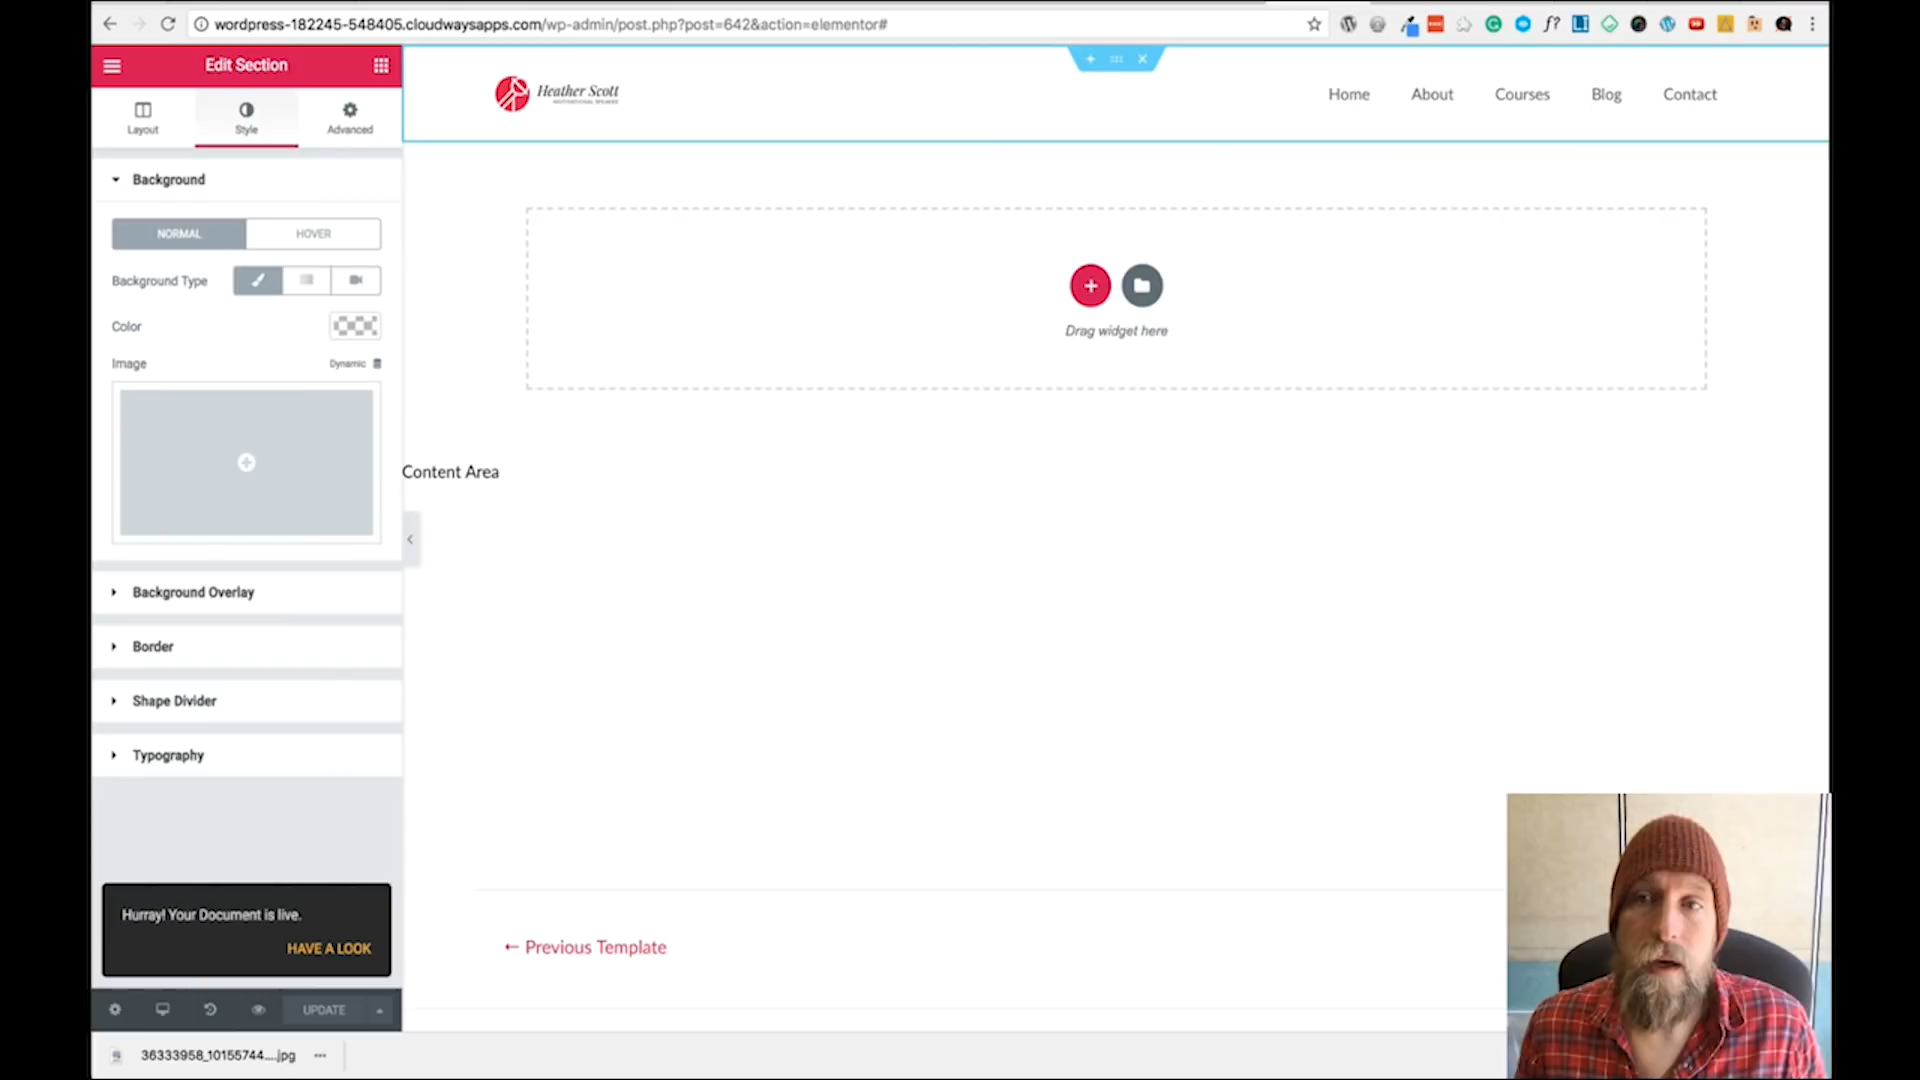 wordpress-182245-548405.cloudwaysapps.com/wp-admin/post.php?post=642&action=elementor#
Edit Section
Layout
Style
Advanced
Background
NORMAL
HOVER
Background Type
Color
Image
Dynamic
Background Overlay
Border
Shape Divider
Typography
Hurray! Your Document is live.
HAVE A LOOK
UPDATE
Heather Scott
MOTIVATIONAL SPEAKER
Home
About
Courses
Blog
Contact
Drag widget here
Content Area
← Previous Template
36333958_10155744....jpg